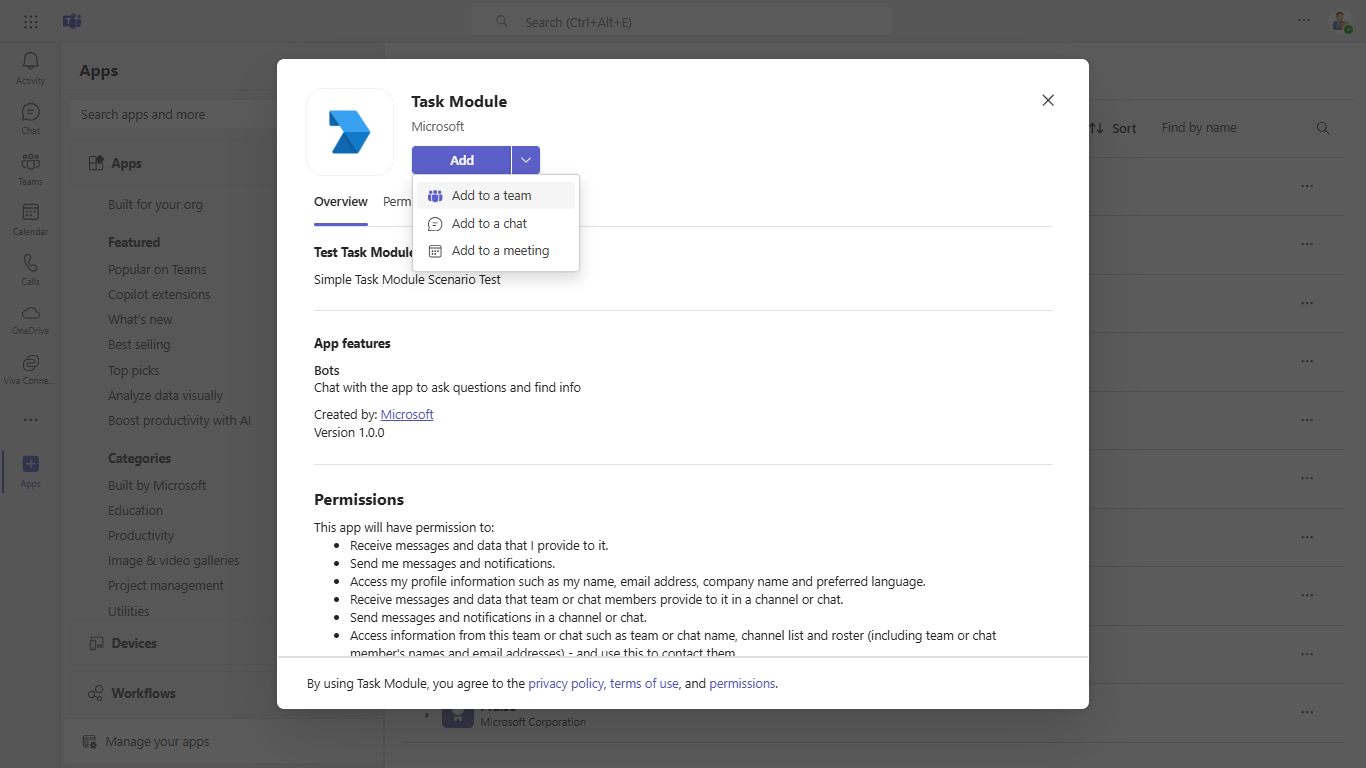 Search (Ctrl+Alt+E)
Activity
Chat
Teams
Calendar
Calls
OneDrive
Viva Conne...
Apps
Apps
Search apps and more
Apps
Built for your org
Featured
Popular on Teams
Copilot extensions
What's new
Best selling
Top picks
Analyze data visually
Boost productivity with AI
Categories
Built by Microsoft
Education
Productivity
Image & video galleries
Project management
Utilities
Devices
Workflows
Manage your apps
Sort
Find by name
Task Module
Microsoft
Add
Add to a team
Add to a chat
Add to a meeting
Overview
Perm
Test Task Module
Simple Task Module Scenario Test
App features
Bots
Chat with the app to ask questions and find info
Created by: Microsoft
Version 1.0.0
Permissions
This app will have permission to:
Receive messages and data that I provide to it.
Send me messages and notifications.
Access my profile information such as my name, email address, company name and preferred language.
Receive messages and data that team or chat members provide to it in a channel or chat.
Send messages and notifications in a channel or chat.
Access information from this team or chat such as team or chat name, channel list and roster (including team or chat
member's names and email addresses) - and use this to contact them.
By using Task Module, you agree to the privacy policy, terms of use, and permissions.
Microsoft Corporation